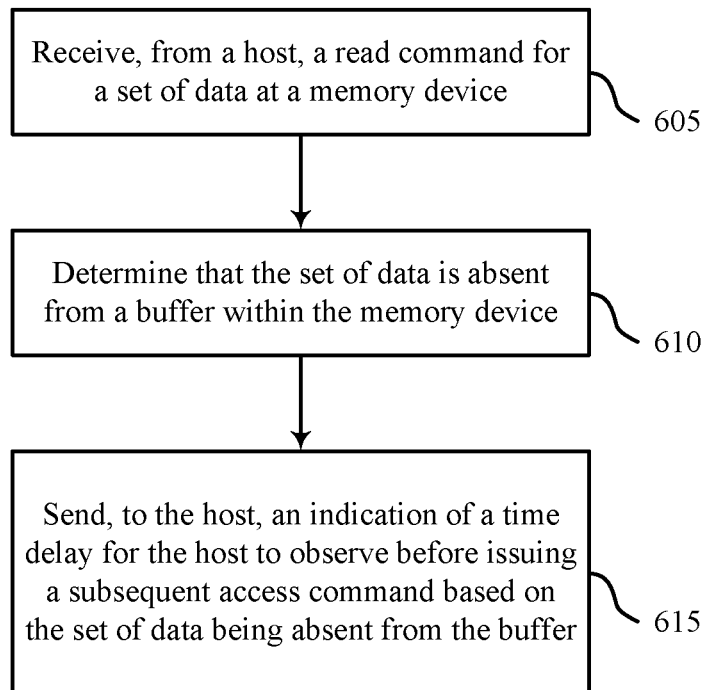 Receive, from a host, a read command for
a set of data at a memory device
605
Determine that the set of data is absent
from a buffer within the memory device
610
Send, to the host, an indication of a time
delay for the host to observe before issuing
a subsequent access command based on
the set of data being absent from the buffer
615